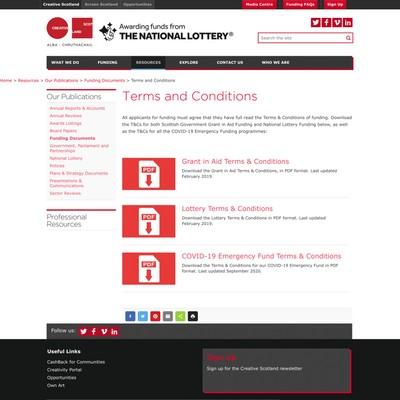 Creative Scotland Screen Scotland Opportunities Media Centre Funding FAQs Sign Up
CREATIVE SCOTLAND
ALBA · CHRUTHACHAIL
Awarding funds from
THE NATIONAL LOTTERY®
Search the site
WHAT WE DO FUNDING RESOURCES EXPLORE CONTACT US WHO WE ARE
Home > Resources > Our Publications > Funding Documents > Terms and Conditions
Our Publications
Annual Reports & Accounts
Annual Reviews
Awards Listings
Board Papers
Funding Documents
Government, Parliament and
Partnerships
National Lottery
Policies
Plans & Strategy Documents
Presentations &
Communications
Sector Reviews
Professional
Resources
Terms and Conditions
All applicants for funding must agree that they have full read the Terms & Conditions of funding. Download
the T&Cs for both Scottish Government Grant in Aid Funding and National Lottery Funding below, as well
as the T&Cs for all the COVID-19 Emergency Funding programmes:
PDF
Grant in Aid Terms & Conditions
Download the Grant in Aid Terms & Conditions, in PDF format. Last updated
February 2019.
PDF
Lottery Terms & Conditions
Download the Lottery Terms & Conditions in PDF format. Last updated
February 2019.
PDF
COVID-19 Emergency Fund Terms & Conditions
Download the Terms & Conditions for our COVID-19 Emergency Fund in PDF
format. Last updated September 2020.
Follow us:
Useful Links
CashBack for Communities
Creativity Portal
Opportunities
Own Art
Sign up
Sign up for the Creative Scotland newsletter